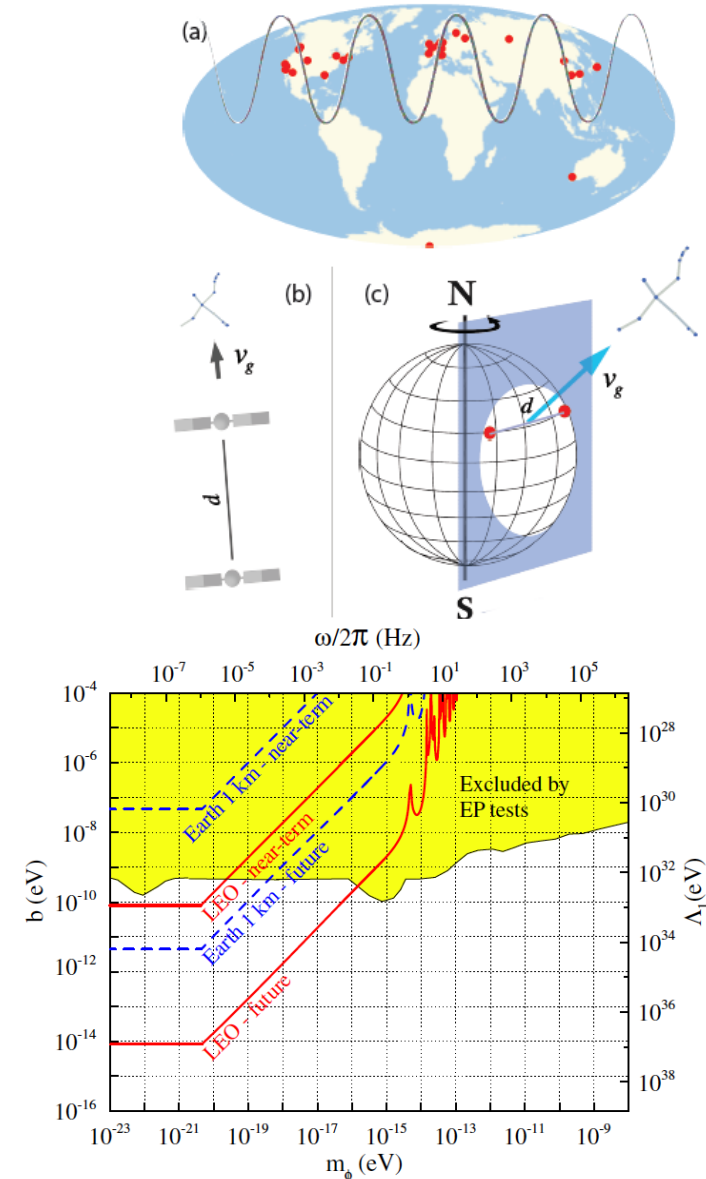 (a)
(b)
(c)
N
v_g
v_g
d
d
S
ω/2π (Hz)
10^-7 10^-5 10^-3 10^-1 10^1 10^3 10^5
10^-4
10^-6
10^-8
10^-10
10^-12
10^-14
10^-16
b (eV)
Earth 1 km - near-term
LEO - near-term
Earth 1 km - future
LEO - future
Excluded by
EP tests
10^28
10^30
10^32
10^34
10^36
10^38
Λ_1 (eV)
10^-23 10^-21 10^-19 10^-17 10^-15 10^-13 10^-11 10^-9
m_ϕ (eV)